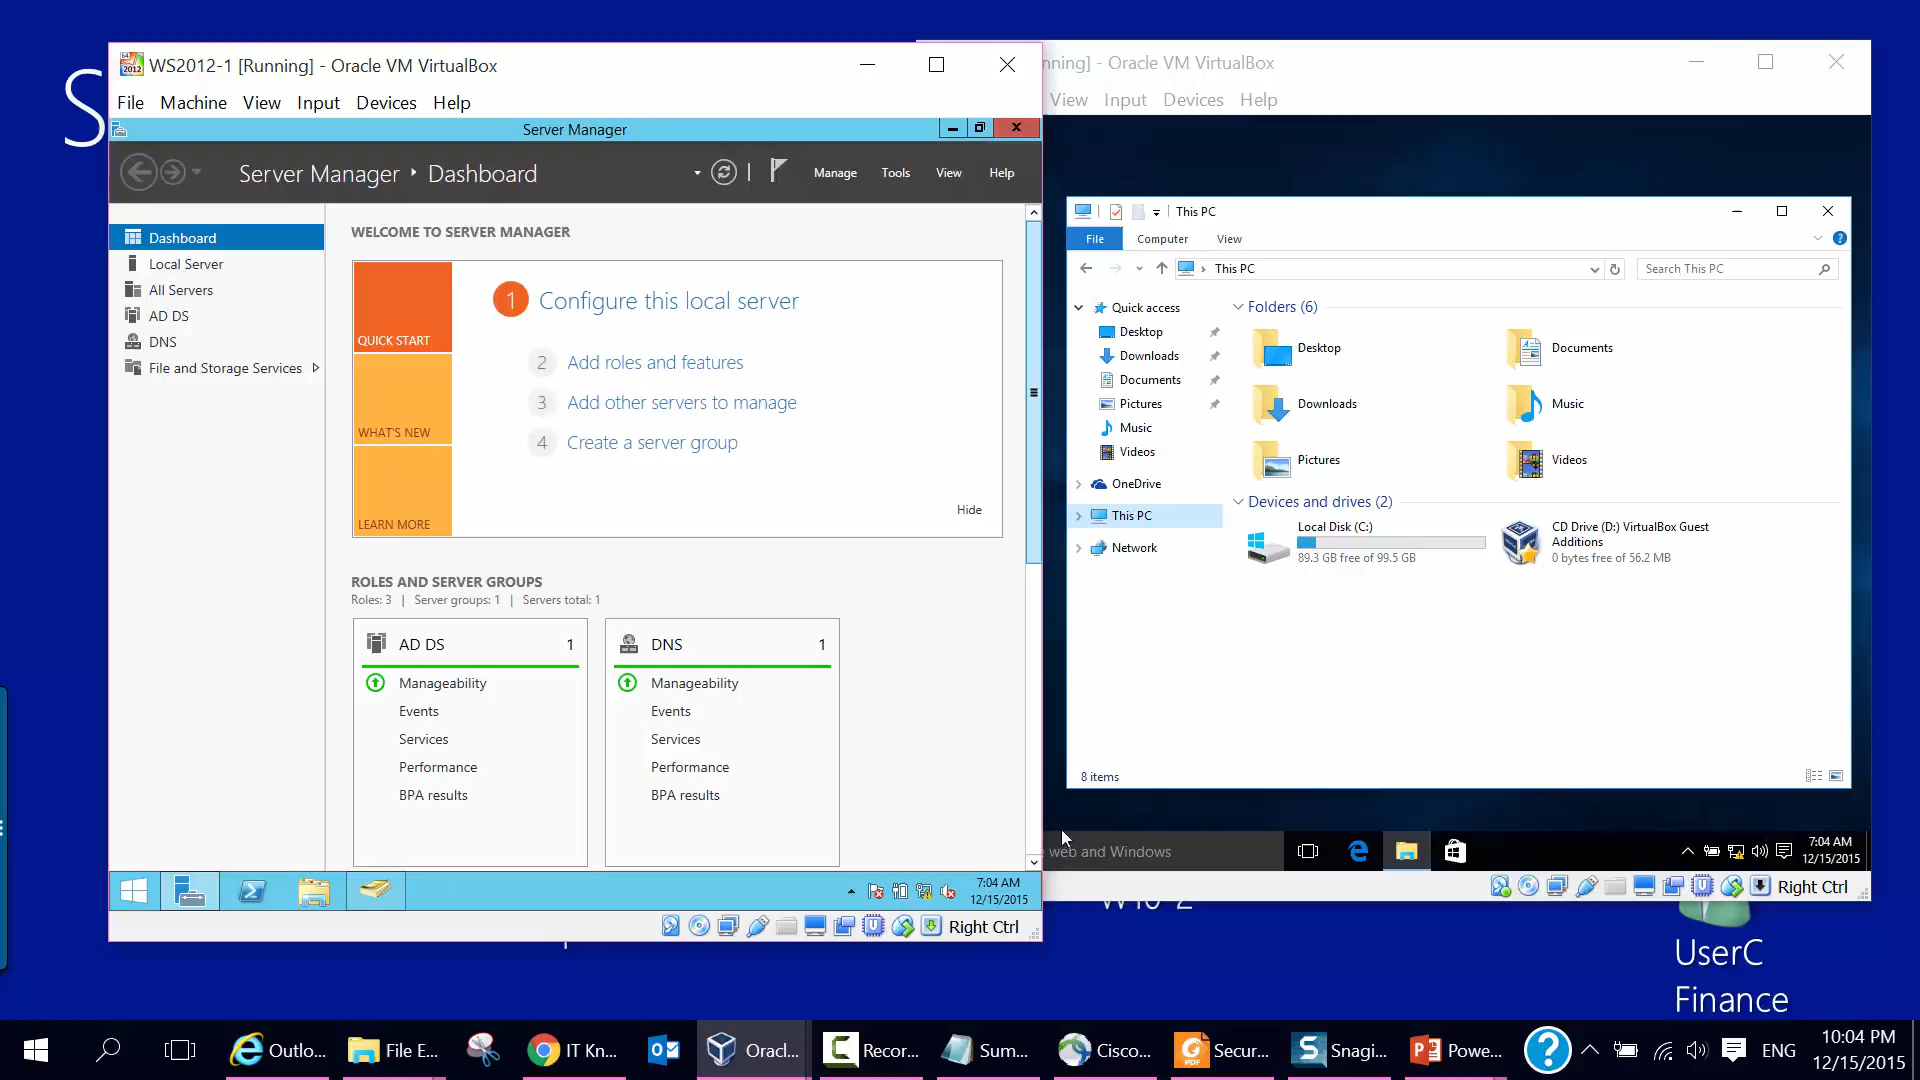 S
WS2012-1 [Running] - Oracle VM VirtualBox
File Machine View Input Devices Help
Server Manager
Server Manager • Dashboard
Manage Tools View Help
Dashboard
Local Server
All Servers
AD DS
DNS
File and Storage Services
WELCOME TO SERVER MANAGER
QUICK START
WHAT'S NEW
LEARN MORE
1 Configure this local server
2 Add roles and features
3 Add other servers to manage
4 Create a server group
Hide
ROLES AND SERVER GROUPS
Roles: 3 | Server groups: 1 | Servers total: 1
AD DS 1
Manageability
Events
Services
Performance
BPA results
DNS 1
Manageability
Events
Services
Performance
BPA results
7:04 AM
12/15/2015
Right Ctrl
nning] - Oracle VM VirtualBox
View Input Devices Help
This PC
File Computer View
This PC
Search This PC
Quick access
Desktop
Downloads
Documents
Pictures
Music
Videos
OneDrive
This PC
Network
Folders (6)
Desktop
Documents
Downloads
Music
Pictures
Videos
Devices and drives (2)
Local Disk (C:)
89.3 GB free of 99.5 GB
CD Drive (D:) VirtualBox Guest
Additions
0 bytes free of 56.2 MB
8 items
web and Windows
7:04 AM
12/15/2015
Right Ctrl
UserC
Finance
Outlo...
File E...
IT Kn...
Oracl...
Recor...
Sum...
Cisco...
Secur...
Snagi...
Powe...
ENG
10:04 PM
12/15/2015